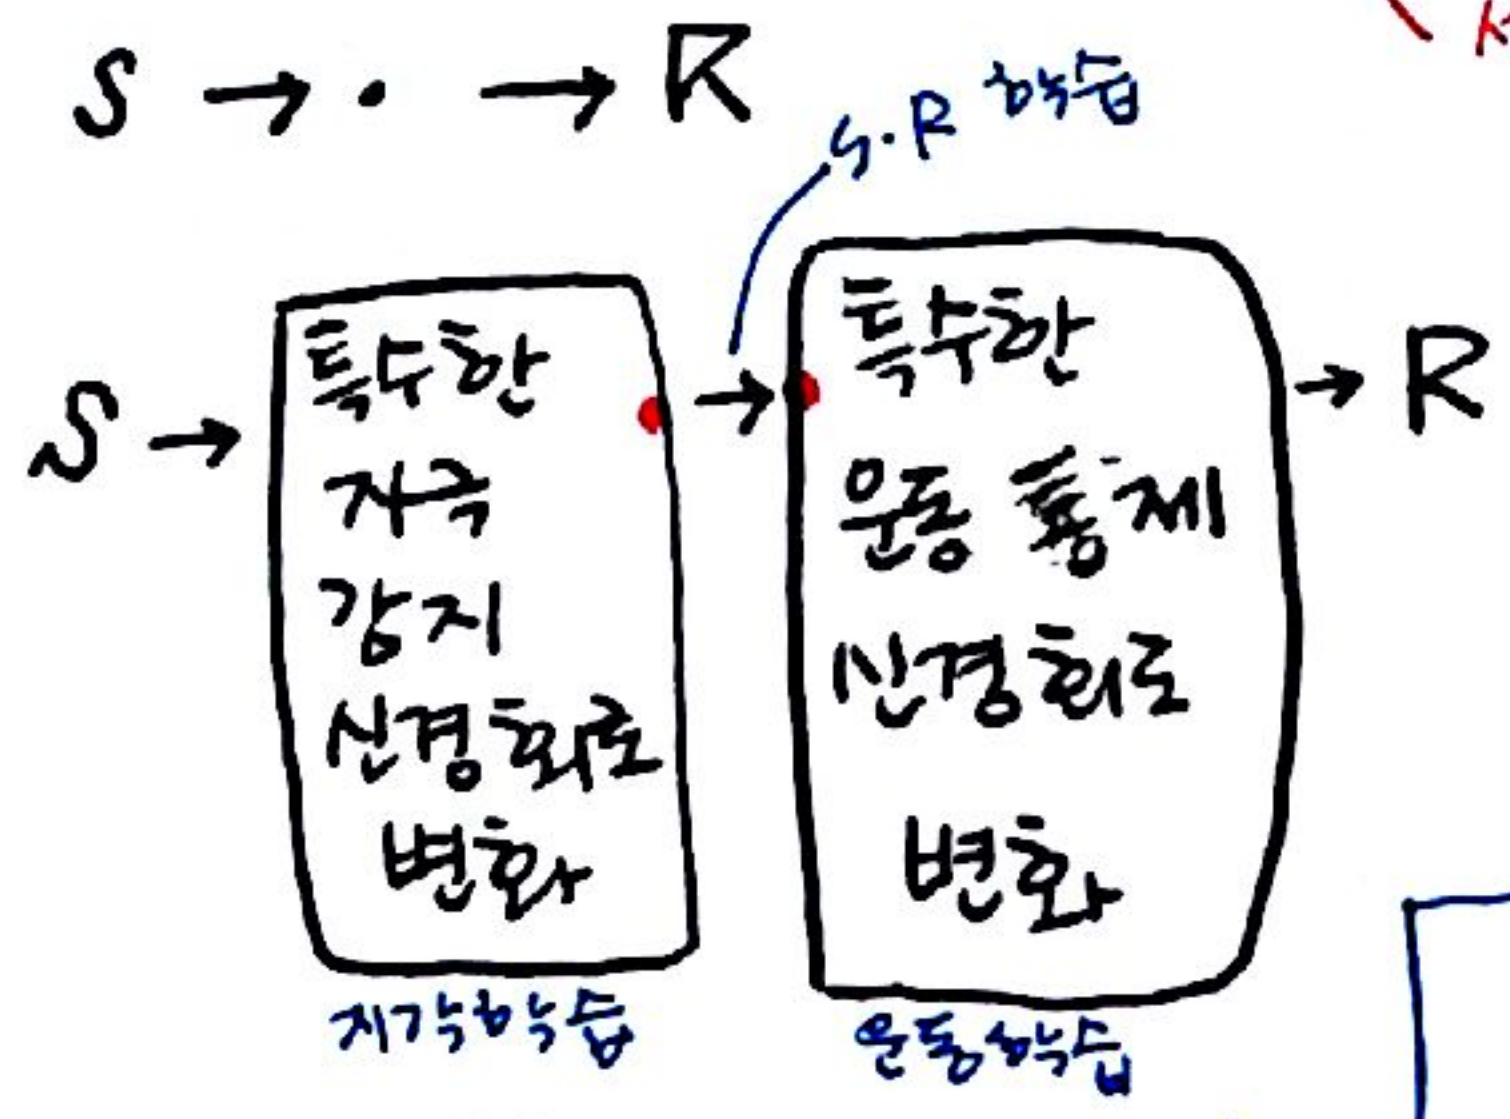 S → · → R
S·R 학습
S →
특수한
자극
감지
신경회로
변화
지각학습
→
특수한
운동 통제
신경회로
변화
운동학습
→ R